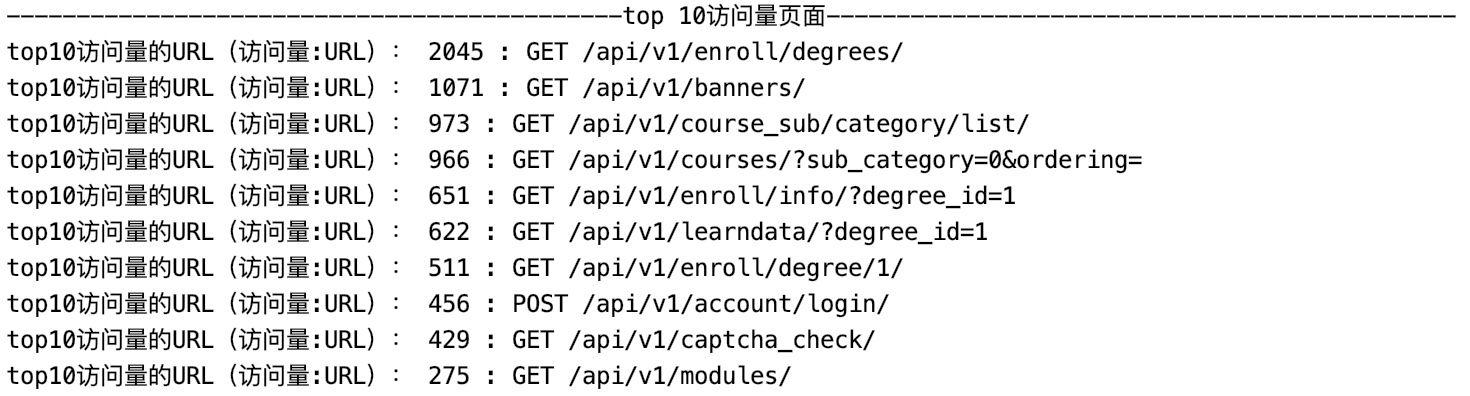 --------------------------------------------top 10访问量页面---------------------------------------------
top10访问量的URL（访问量:URL）： 2045 : GET /api/v1/enroll/degrees/
top10访问量的URL（访问量:URL）： 1071 : GET /api/v1/banners/
top10访问量的URL（访问量:URL）： 973 : GET /api/v1/course_sub/category/list/
top10访问量的URL（访问量:URL）： 966 : GET /api/v1/courses/?sub_category=0&ordering=
top10访问量的URL（访问量:URL）： 651 : GET /api/v1/enroll/info/?degree_id=1
top10访问量的URL（访问量:URL）： 622 : GET /api/v1/learndata/?degree_id=1
top10访问量的URL（访问量:URL）： 511 : GET /api/v1/enroll/degree/1/
top10访问量的URL（访问量:URL）： 456 : POST /api/v1/account/login/
top10访问量的URL（访问量:URL）： 429 : GET /api/v1/captcha_check/
top10访问量的URL（访问量:URL）： 275 : GET /api/v1/modules/